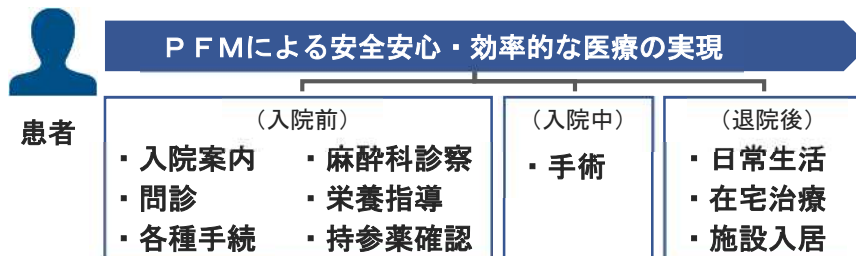 ＰＦＭによる安全安心・効率的な医療の実現
患者
（入院前）
・入院案内 ・麻酔科診察
・問診 ・栄養指導
・各種手続 ・持参薬確認
（入院中）
・手術
（退院後）
・日常生活
・在宅治療
・施設入居